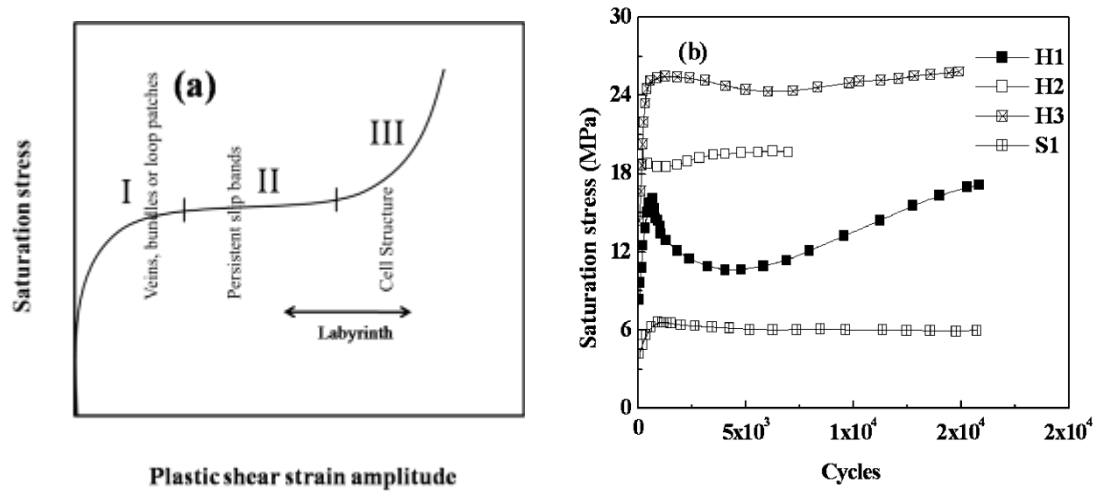 (a)
I
II
III
Veins, bundles or loop patches
Persistent slip bands
Cell Structure
Labyrinth
Saturation stress
Plastic shear strain amplitude
(b)
H1
H2
H3
S1
30
24
18
12
6
0
0
5x10³
1x10⁴
2x10⁴
2x10⁴
Saturation stress (MPa)
Cycles